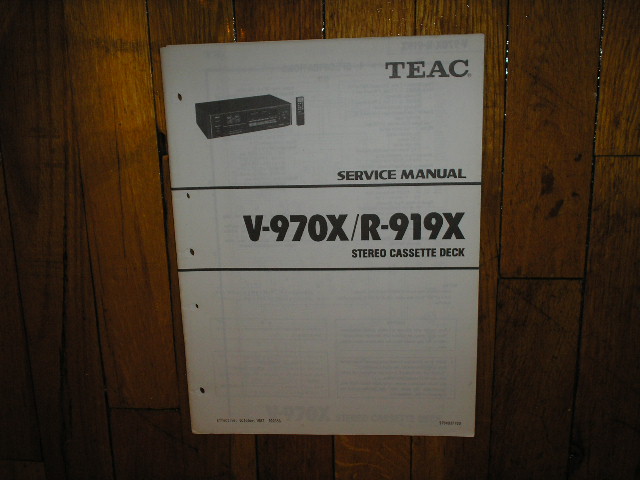 TEAC
SERVICE MANUAL
V-970X/R-919X
STEREO CASSETTE DECK